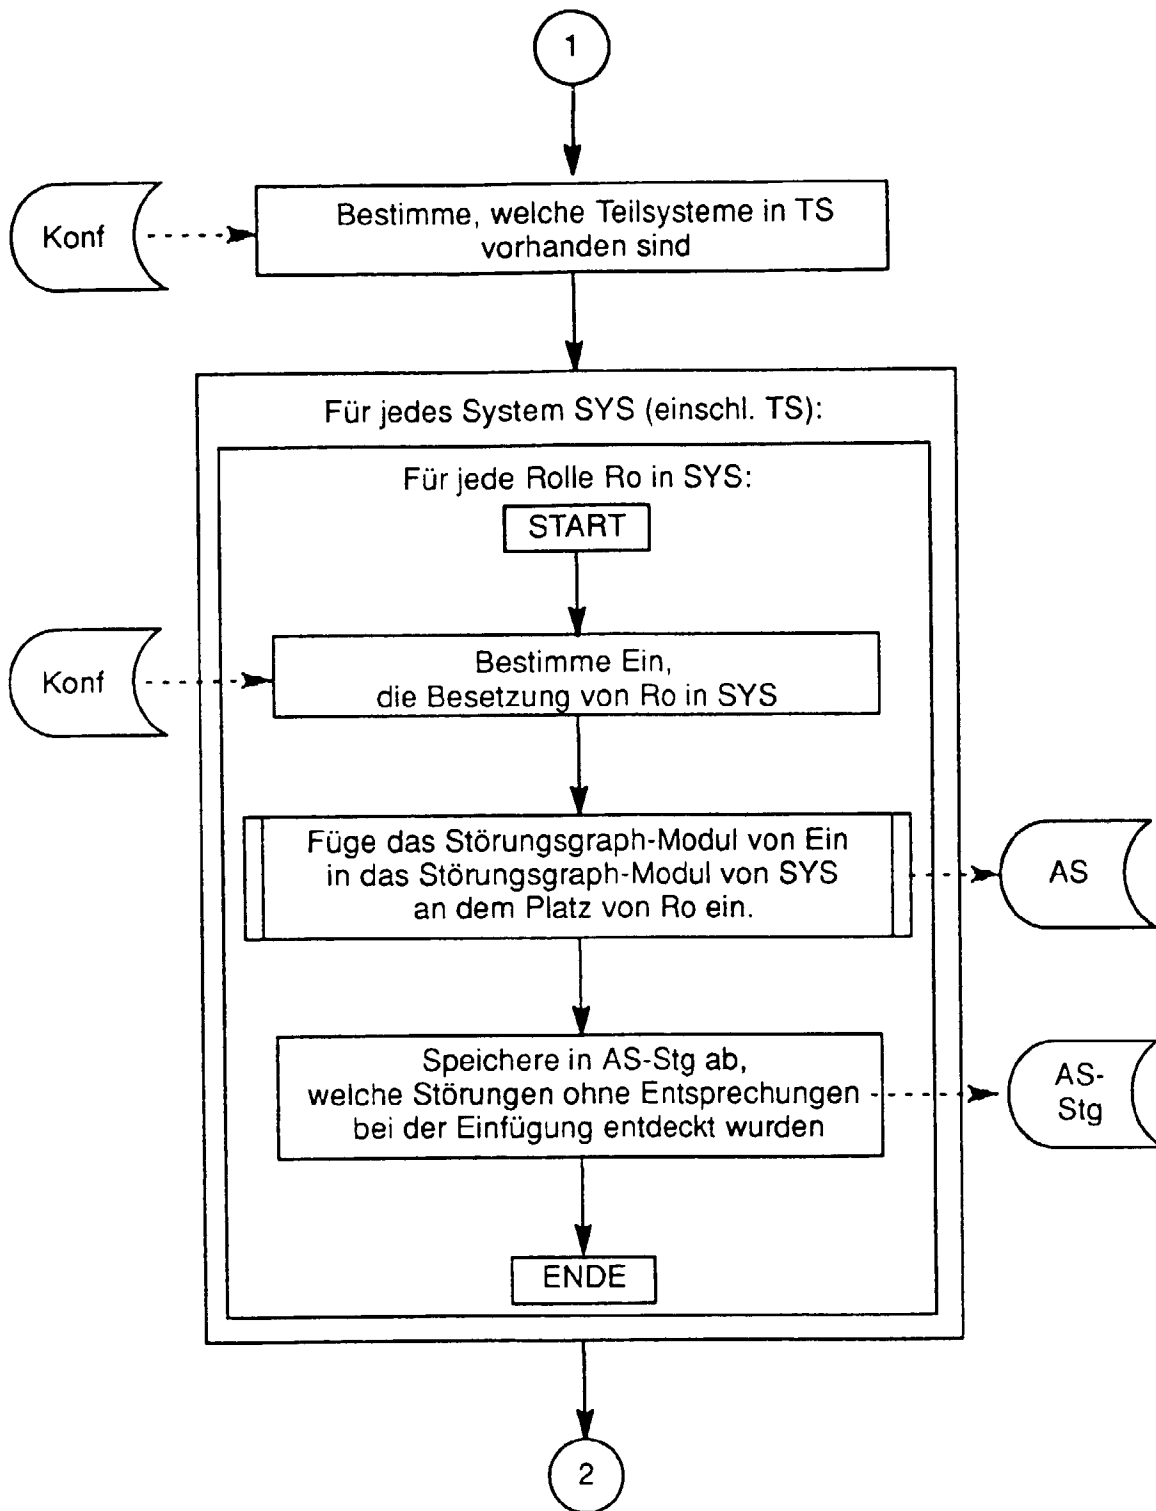 1
Konf
Bestimme, welche Teilsysteme in TS
vorhanden sind
Für jedes System SYS (einschl. TS):
Für jede Rolle Ro in SYS:
START
Konf
Bestimme Ein,
die Besetzung von Ro in SYS
Füge das Störungsgraph-Modul von Ein
in das Störungsgraph-Modul von SYS
an dem Platz von Ro ein.
AS
Speichere in AS-Stg ab,
welche Störungen ohne Entsprechungen
bei der Einfügung entdeckt wurden
AS-
Stg
ENDE
2